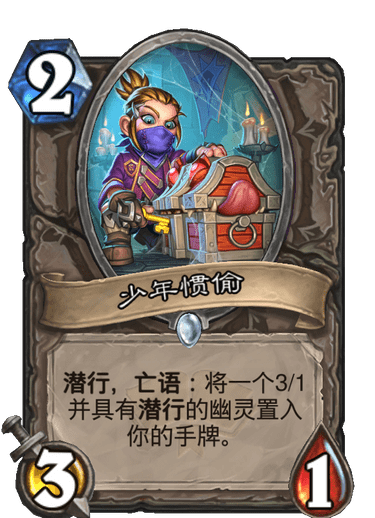 2
少年惯偷
潜行，亡语：将一个3/1
并具有潜行的幽灵置入
你的手牌。
3
1